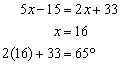 5x−15 = 2x+33
x = 16
2(16)+33 = 65°